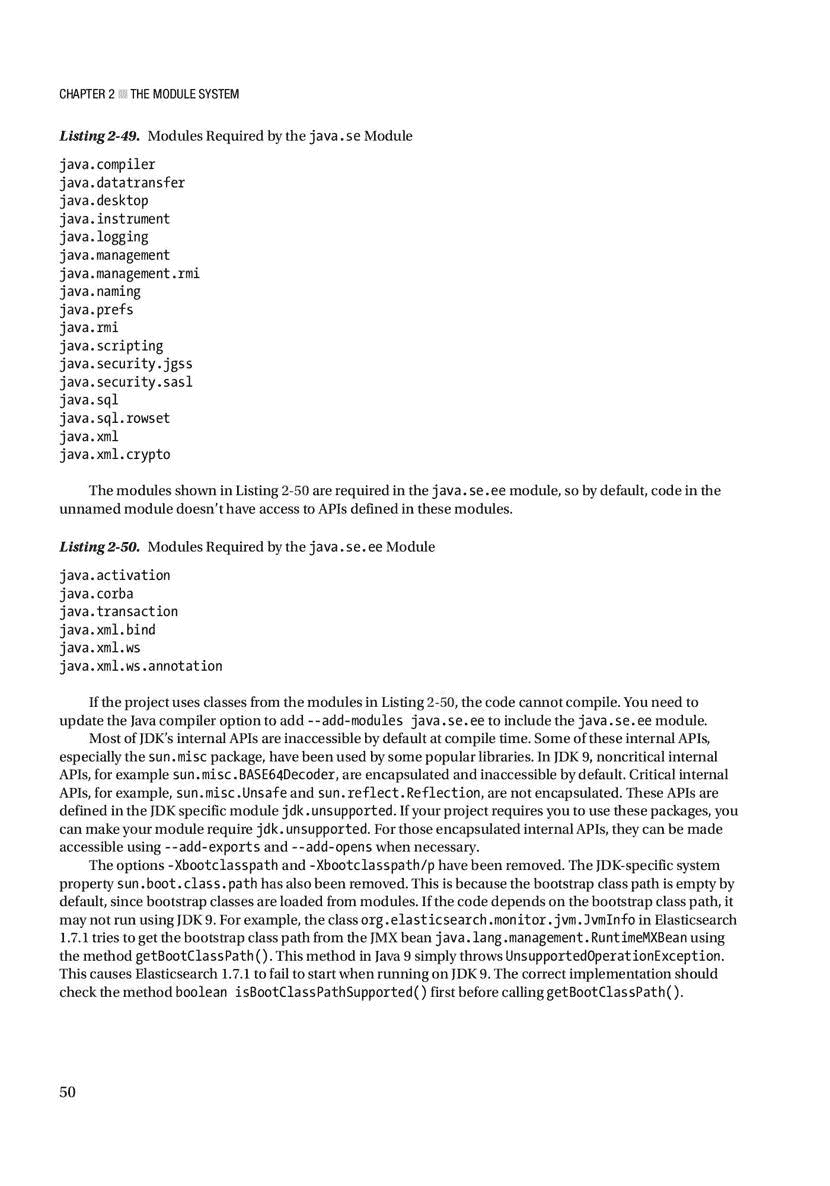 CHAPTER 2 THE MODULE SYSTEM
Listing 2-49. Modules Required by the java.se Module
java.compiler
java.datatransfer
java.desktop
java.instrument
java.logging
java.management
java.management.rmi
java.naming
java.prefs
java.rmi
java.scripting
java.security.jgss
java.security.sasl
java.sql
java.sql.rowset
java.xml
java.xml.crypto
The modules shown in Listing 2-50 are required in the java.se.ee module, so by default, code in the
unnamed module doesn't have access to APIs defined in these modules.
Listing 2-50. Modules Required by the java.se.ee Module
java.activation
java.corba
java.transaction
java.xml.bind
java.xml.ws
java.xml.ws.annotation
If the project uses classes from the modules in Listing 2-50, the code cannot compile. You need to
update the Java compiler option to add --add-modules java.se.ee to include the java.se.ee module.
Most of JDK's internal APIs are inaccessible by default at compile time. Some of these internal APIs,
especially the sun.misc package, have been used by some popular libraries. In JDK 9, noncritical internal
APIs, for example sun.misc.BASE64Decoder, are encapsulated and inaccessible by default. Critical internal
APIs, for example, sun.misc.Unsafe and sun.reflect.Reflection, are not encapsulated. These APIs are
defined in the JDK specific module jdk.unsupported. If your project requires you to use these packages, you
can make your module require jdk.unsupported. For those encapsulated internal APIs, they can be made
accessible using --add-exports and --add-opens when necessary.
The options -Xbootclasspath and -Xbootclasspath/p have been removed. The JDK-specific system
property sun.boot.class.path has also been removed. This is because the bootstrap class path is empty by
default, since bootstrap classes are loaded from modules. If the code depends on the bootstrap class path, it
may not run using JDK 9. For example, the class org.elasticsearch.monitor.jvm.JvmInfo in Elasticsearch
1.7.1 tries to get the bootstrap class path from the JMX bean java.lang.management.RuntimeMXBean using
the method getBootClassPath(). This method in Java 9 simply throws UnsupportedOperationException.
This causes Elasticsearch 1.7.1 to fail to start when running on JDK 9. The correct implementation should
check the method boolean isBootClassPathSupported() first before calling getBootClassPath().
50